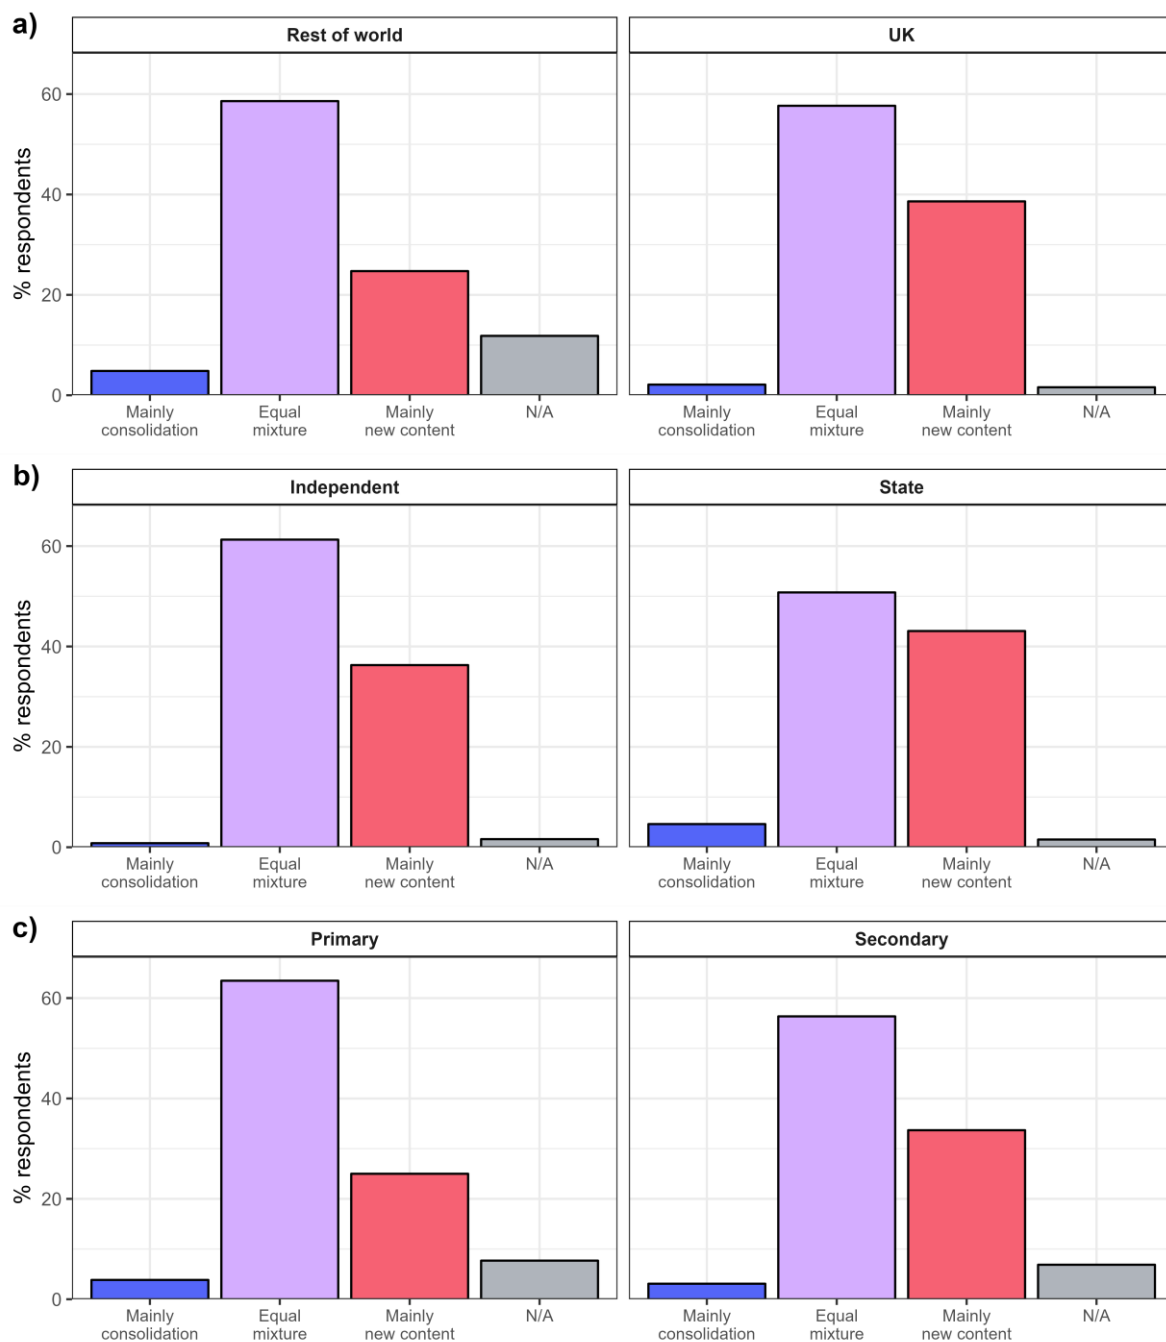 a)
Rest of world
UK
% respondents
60
40
20
0
Mainly
consolidation
Equal
mixture
Mainly
new content
N/A
Mainly
consolidation
Equal
mixture
Mainly
new content
N/A
b)
Independent
State
% respondents
60
40
20
0
Mainly
consolidation
Equal
mixture
Mainly
new content
N/A
Mainly
consolidation
Equal
mixture
Mainly
new content
N/A
c)
Primary
Secondary
% respondents
60
40
20
0
Mainly
consolidation
Equal
mixture
Mainly
new content
N/A
Mainly
consolidation
Equal
mixture
Mainly
new content
N/A